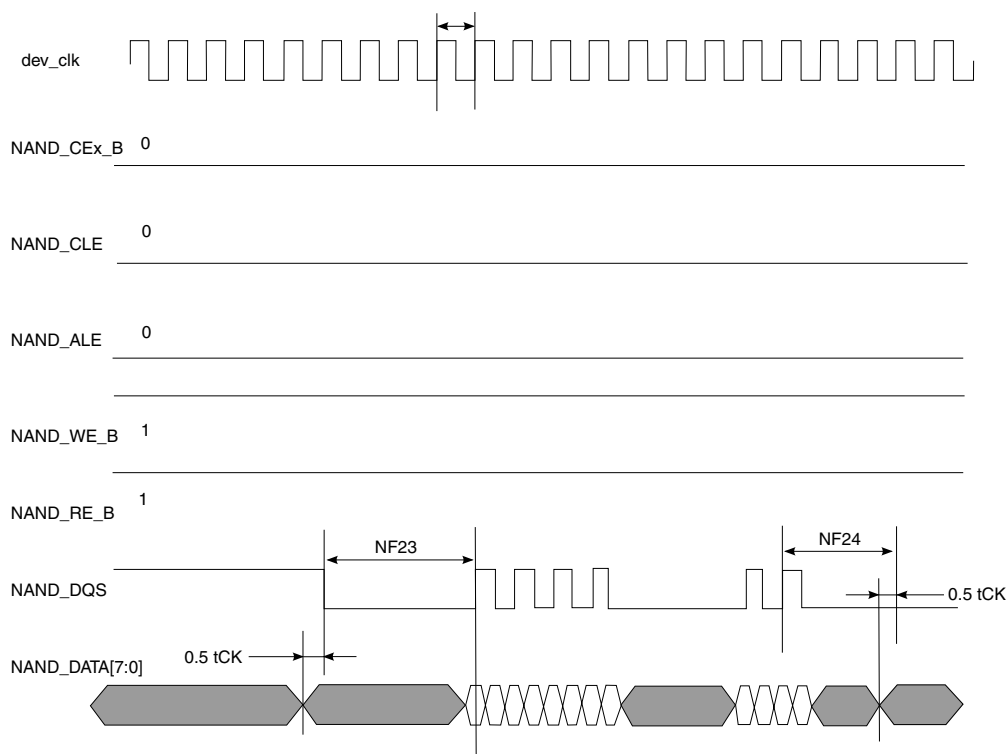 dev_clk
NAND_CEx_B 0
NAND_CLE 0
NAND_ALE 0
NAND_WE_B 1
NAND_RE_B 1
NF23
NF24
NAND_DQS
0.5 tCK
NAND_DATA[7:0]
0.5 tCK